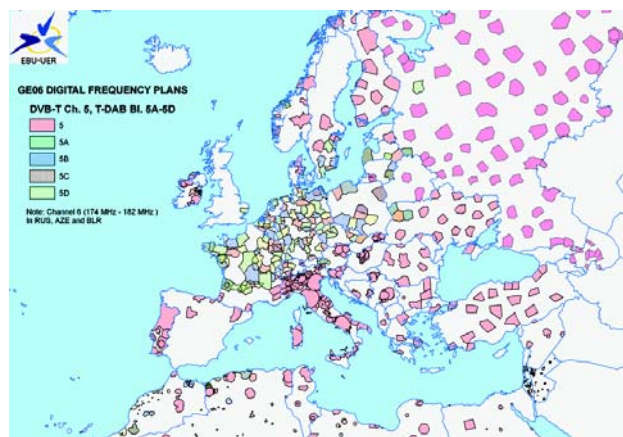 EBU·UER
GE06 DIGITAL FREQUENCY PLANS
DVB-T Ch. 5, T-DAB Bl. 5A-5D
5
5A
5B
5C
5D
Note: Channel 6 (174 MHz - 182 MHz )
in RUS, AZE and BLR